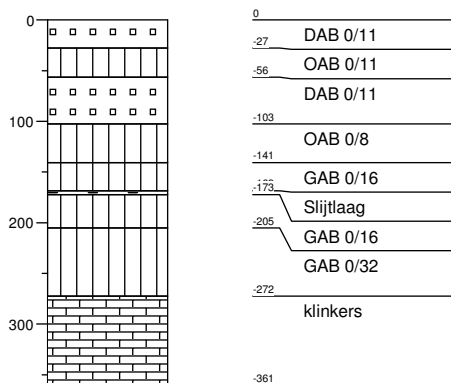 0
100
200
300
0
DAB 0/11
-27
OAB 0/11
-56
DAB 0/11
-103
OAB 0/8
-141
GAB 0/16
-173
Slijtlaag
-205
GAB 0/16
GAB 0/32
-272
klinkers
-361